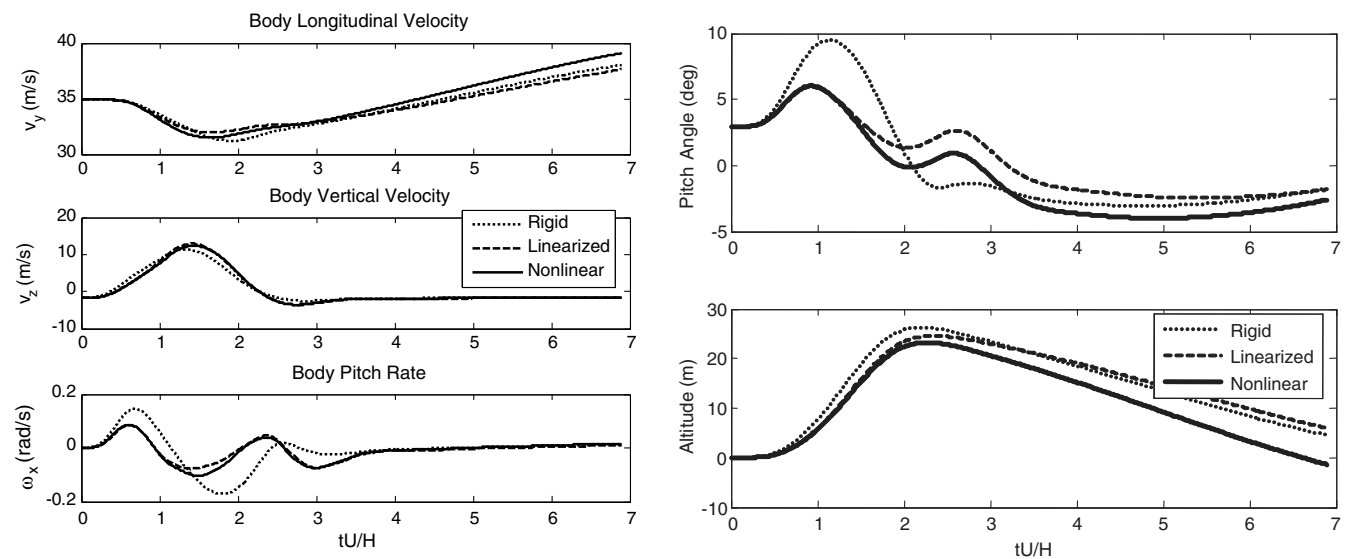 Body Longitudinal Velocity
40
35
30
v_y (m/s)
0 1 2 3 4 5 6 7
Body Vertical Velocity
20
10
0
-10
v_z (m/s)
Rigid
Linearized
Nonlinear
0 1 2 3 4 5 6 7
Body Pitch Rate
0.2
0
-0.2
ω_x (rad/s)
0 1 2 3 4 5 6 7
tU/H
10
5
0
-5
Pitch Angle (deg)
0 1 2 3 4 5 6 7
30
20
10
0
-10
Altitude (m)
Rigid
Linearized
Nonlinear
0 1 2 3 4 5 6 7
tU/H